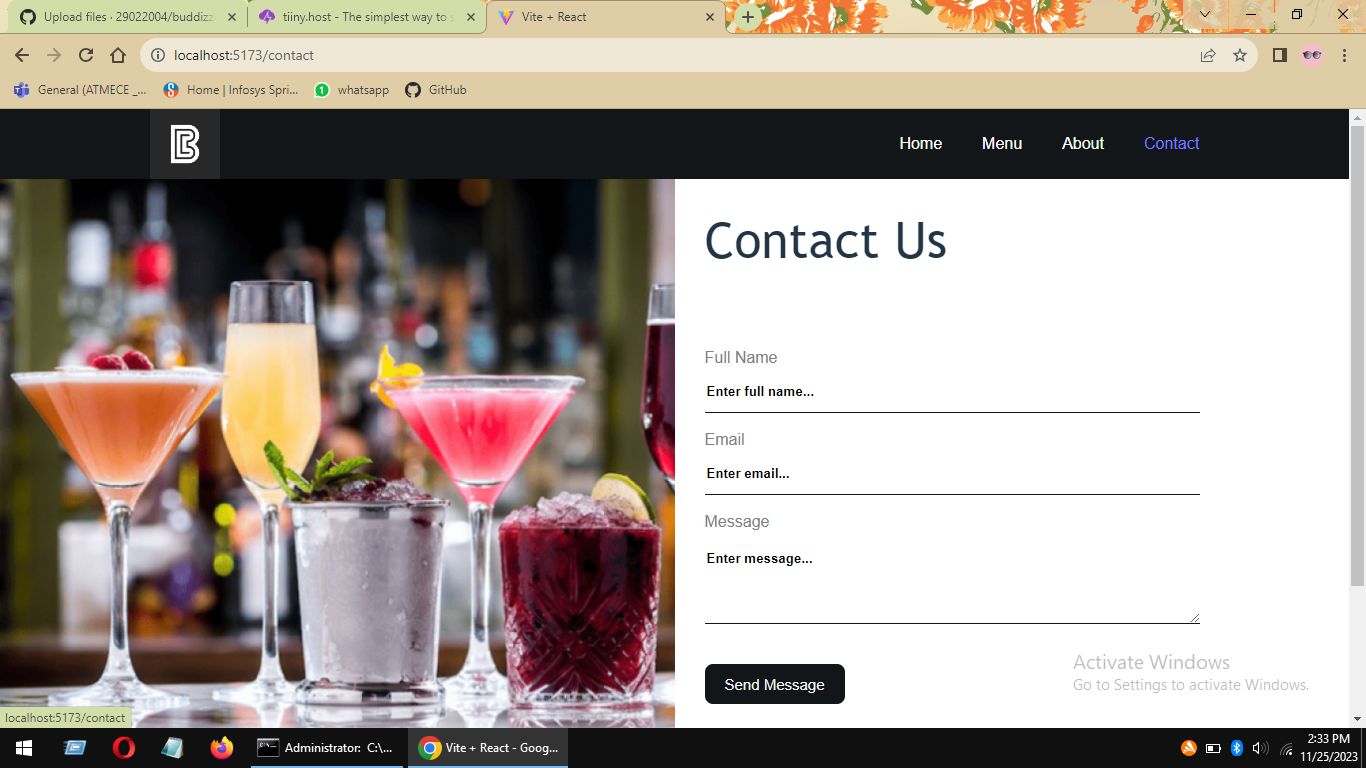 Upload files · 29022004/buddizz
tiiny.host - The simplest way to s
Vite + React
localhost:5173/contact
General (ATMECE _...
Home | Infosys Spri...
1
whatsapp
GitHub
B
Home
Menu
About
Contact
Contact Us
Full Name
Enter full name...
Email
Enter email...
Message
Enter message...
Send Message
Activate Windows
Go to Settings to activate Windows.
localhost:5173/contact
Administrator: C:\...
Vite + React - Goog...
2:33 PM
11/25/2023